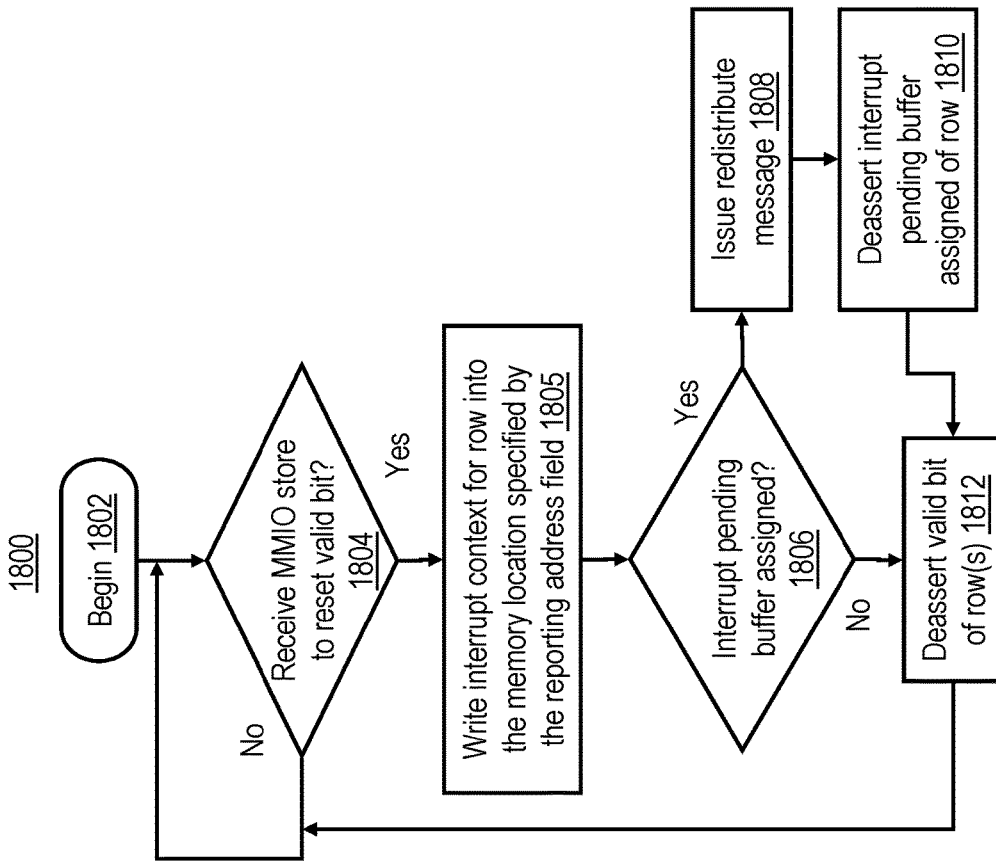 1800
Begin 1802
Receive MMIO store
to reset valid bit?
1804
No
Yes
Write interrupt context for row into
the memory location specified by
the reporting address field 1805
Interrupt pending
buffer assigned?
1806
Yes
No
Issue redistribute
message 1808
Deassert interrupt
pending buffer
assigned of row 1810
Deassert valid bit
of row(s) 1812